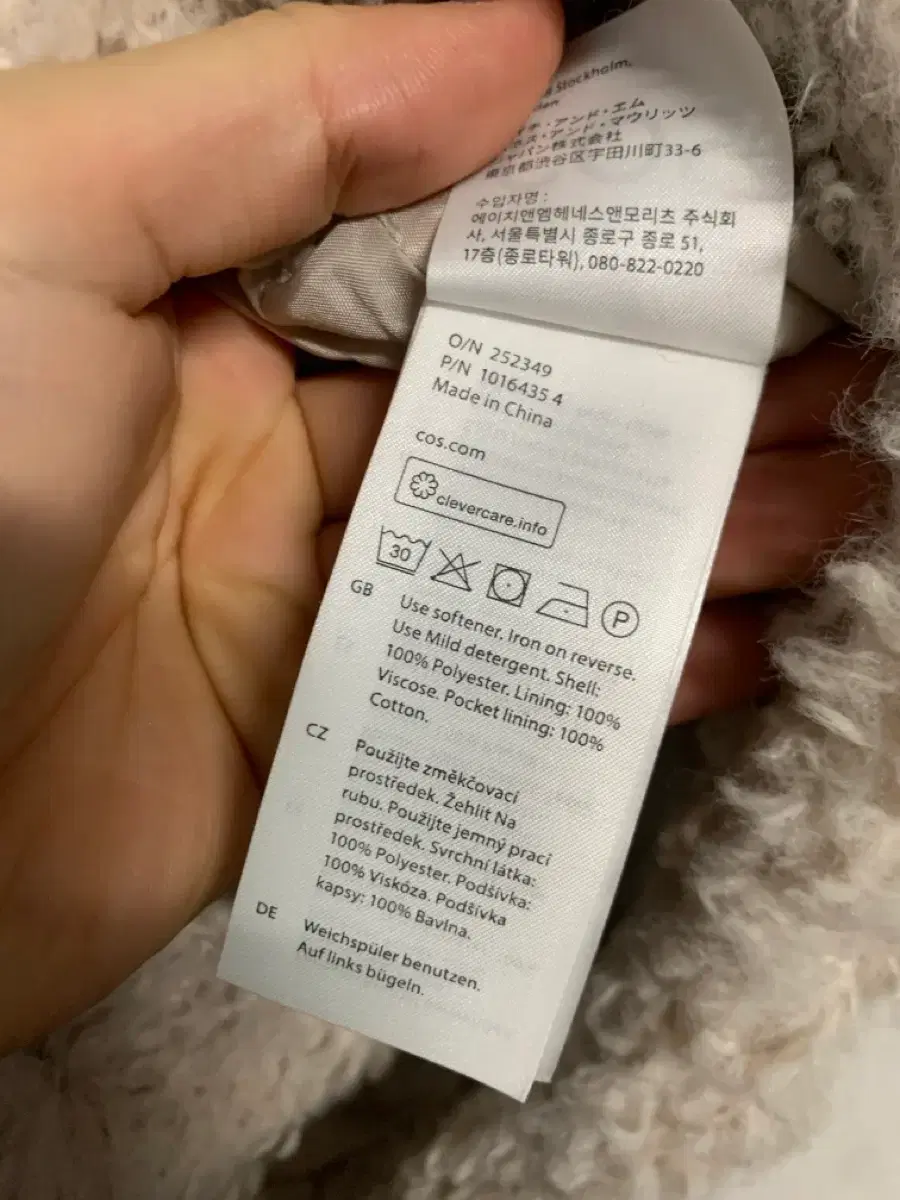 Stockholm,
アンド・エム
ス・アンド・マウリッツ
ャパン株式会社
東京都渋谷区宇田川町33-6
수입자명 :
에이치앤엠헤네스앤모리츠 주식회
사, 서울특별시 종로구 종로 51,
17층(종로타워), 080-822-0220
O/N 252349
P/N 1016435 4
Made in China
cos.com
clevercare.info
30
P
GB
Use softener. Iron on reverse.
Use Mild detergent. Shell:
100% Polyester. Lining: 100%
Viscose. Pocket lining: 100%
Cotton.
CZ
Použijte změkčovací
prostředek. Žehlit Na
rubu. Použijte jemný prací
prostředek. Svrchní látka:
100% Polyester. Podšívka:
100% Viskóza. Podšívka
kapsy: 100% Bavlna.
DE
Weichspüler benutzen.
Auf links bügeln.